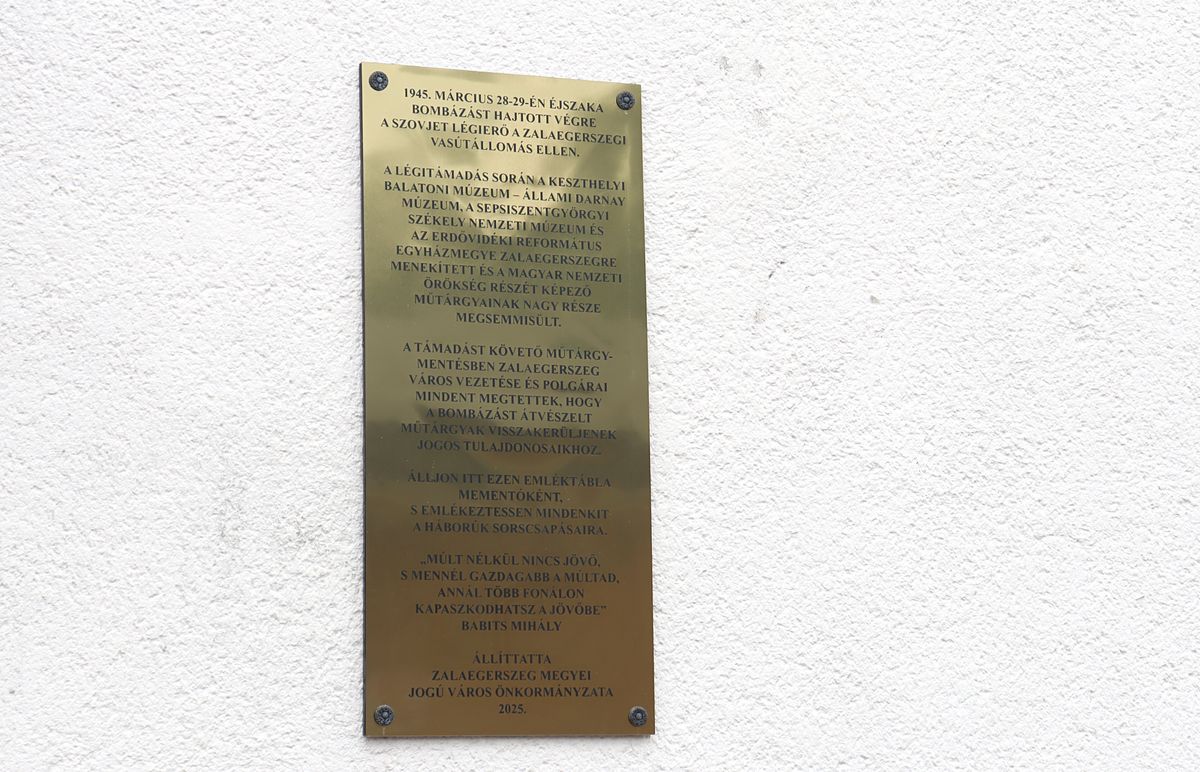 1945. MÁRCIUS 28-29-ÉN ÉJSZAKA
BOMBÁZÁST HAJTOTT VÉGRE
A SZOVJET LÉGIERŐ A ZALAEGERSZEGI
VASÚTÁLLOMÁS ELLEN.
A LÉGITÁMADÁS SORÁN A KESZTHELYI
BALATONI MÚZEUM – ÁLLAMI DARNAY
MÚZEUM, A SEPSISZENTGYÖRGYI
SZÉKELY NEMZETI MÚZEUM ÉS
AZ ERDŐVIDÉKI REFORMÁTUS
EGYHÁZMEGYE ZALAEGERSZEGRE
MENEKÍTETT ÉS A MAGYAR NEMZETI
ÖRÖKSÉG RÉSZÉT KÉPEZŐ
MŰTÁRGYAINAK NAGY RÉSZE
MEGSEMMISÜLT.
A TÁMADÁST KÖVETŐ MŰTÁRGY-
MENTÉSBEN ZALAEGERSZEG
VÁROS VEZETÉSE ÉS POLGÁRAI
MINDENT MEGTETTEK, HOGY
A BOMBÁZÁST ÁTVÉSZELT
MŰTÁRGYAK VISSZAKERÜLJENEK
JOGOS TULAJDONOSAIKHOZ.
ÁLLJON ITT EZEN EMLÉKTÁBLA
MEMENTÓKÉNT,
S EMLÉKEZTESSEN MINDENKIT
A HÁBORÚK SORSCSAPÁSAIRA.
„MÚLT NÉLKÜL NINCS JÖVŐ,
S MENNÉL GAZDAGABB A MÚLTAD,
ANNÁL TÖBB FONALON
KAPASZKODHATSZ A JÖVŐBE”
BABITS MIHÁLY
ÁLLÍTTATTA
ZALAEGERSZEG MEGYEI
JOGÚ VÁROS ÖNKORMÁNYZATA
2025.